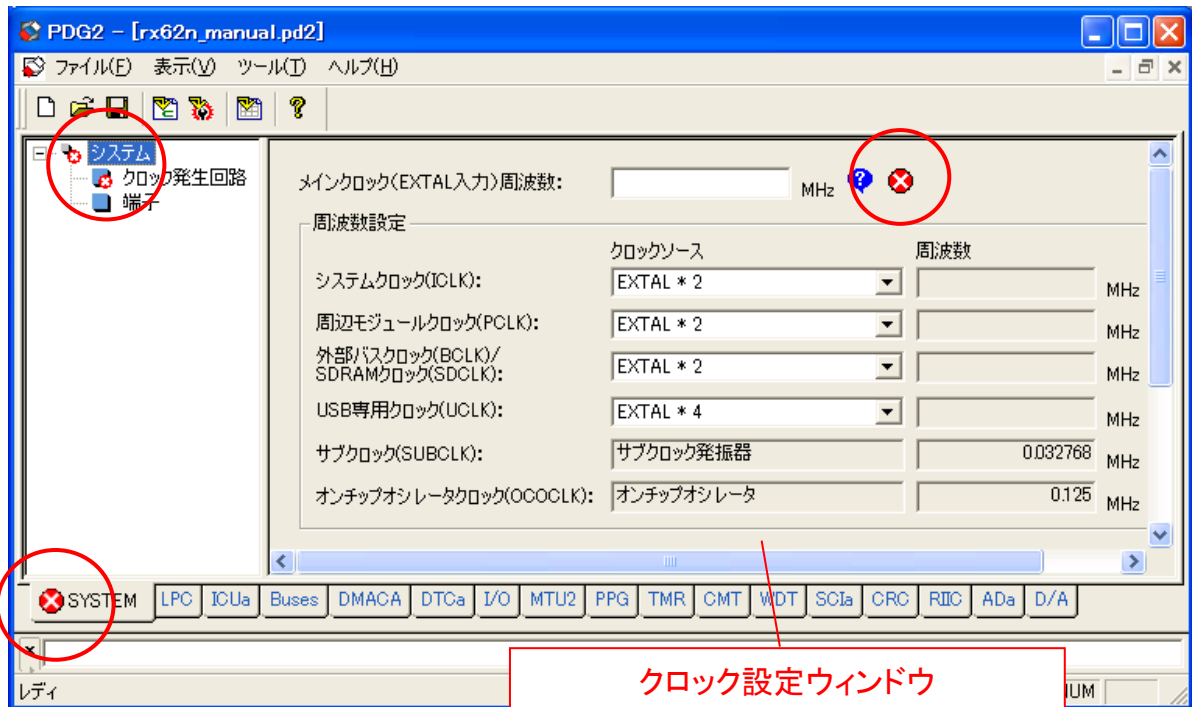 PDG2 - [rx62n_manual.pd2]
ファイル(F) 表示(V) ツール(T) ヘルプ(H)
システム
クロック発生回路
端子
メインクロック(EXTAL入力)周波数: MHz
周波数設定
クロックソース 周波数
システムクロック(ICLK): EXTAL * 2 MHz
周辺モジュールクロック(PCLK): EXTAL * 2 MHz
外部バスクロック(BCLK)/
SDRAMクロック(SDCLK): EXTAL * 2 MHz
USB専用クロック(UCLK): EXTAL * 4 MHz
サブクロック(SUBCLK): サブクロック発振器 0.032768 MHz
オンチップオシレータクロック(OCOCLK): オンチップオシレータ 0.125 MHz
SYSTEM LPC ICUa Buses DMACA DTCa I/O MTU2 PPG TMR CMT WDT SCIa CRC RIIC ADa D/A
クロック設定ウィンドウ
レディ